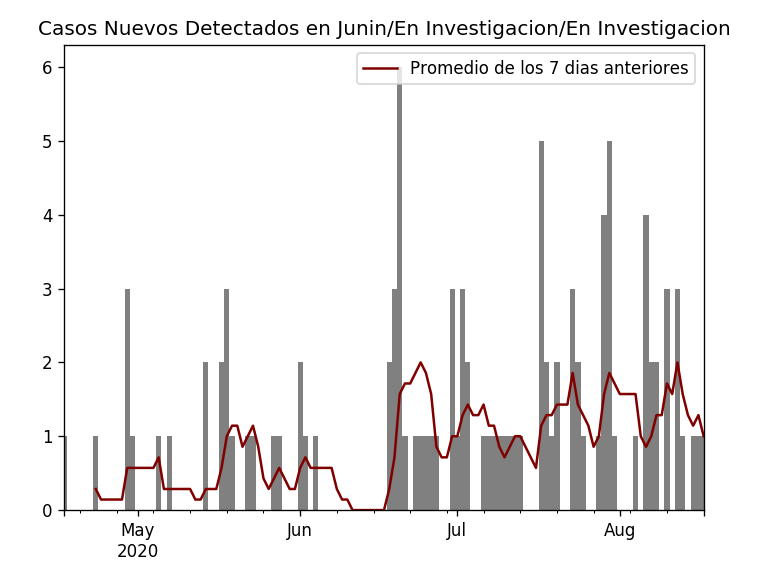 Casos Nuevos Detectados en Junin/En Investigacion/En Investigacion
Promedio de los 7 dias anteriores
6
5
4
3
2
1
0
May
2020
Jun
Jul
Aug